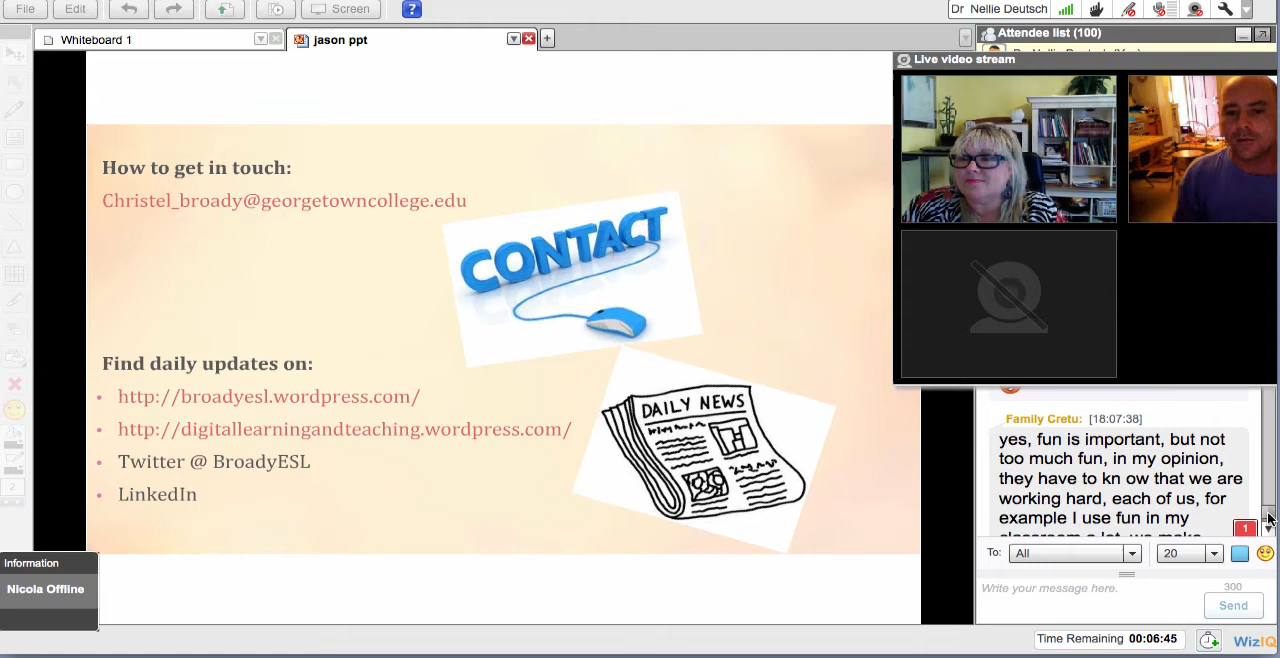 File Edit Screen ? Dr Nellie Deutsch
Whiteboard 1 jason ppt +
Attendee list (100)
Live video stream
How to get in touch:
Christel_broady@georgetowncollege.edu
CONTACT
Find daily updates on:
• http://broadyesl.wordpress.com/
• http://digitallearningandteaching.wordpress.com/
• Twitter @ BroadyESL
• LinkedIn
DAILY NEWS
Family Cretu: [18:07:38]
yes, fun is important, but not
too much fun, in my opinion,
they have to kn ow that we are
working hard, each of us, for
example I use fun in my
1
To: All 20
Write your message here. 300
Send
2
Information
Nicola Offline
Time Remaining 00:06:45 WizIQ